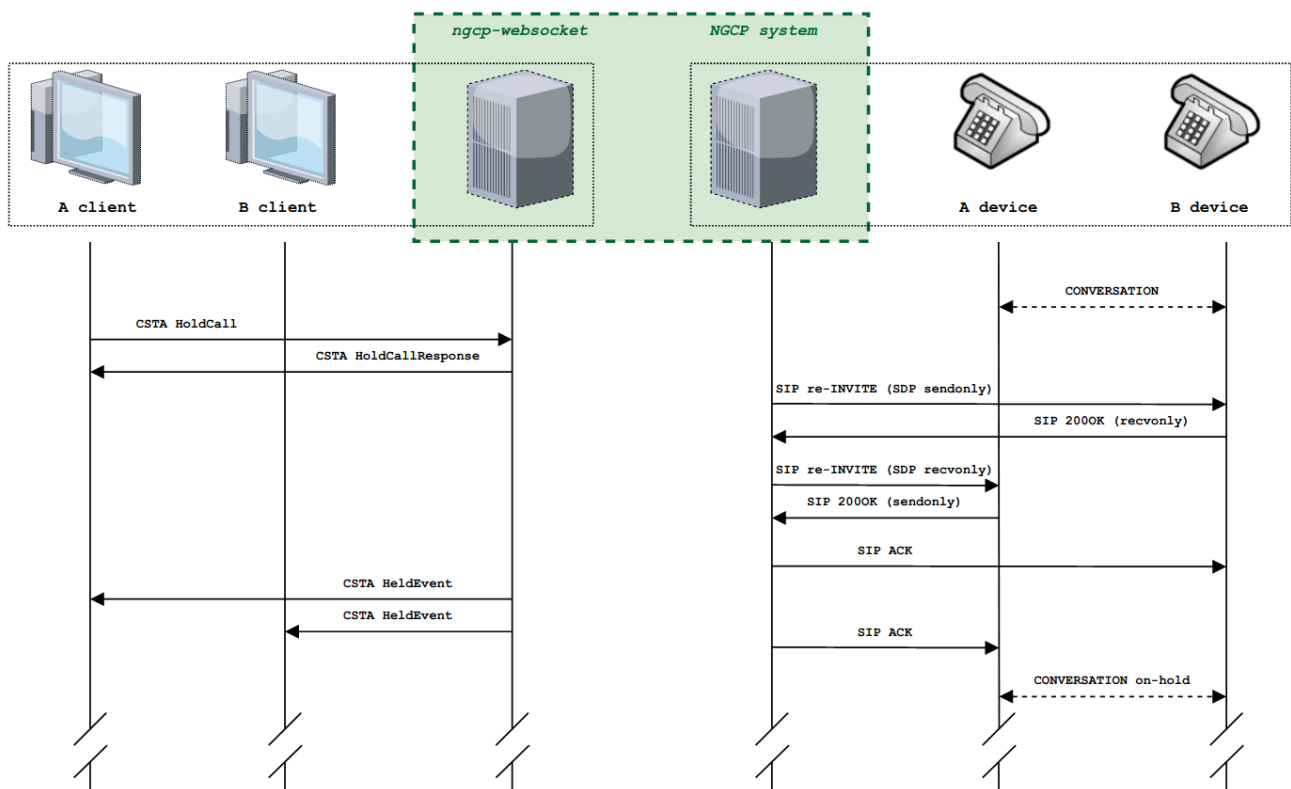 ngcp-websocket
NGCP system
A client
B client
A device
B device
CONVERSATION
CSTA HoldCall
CSTA HoldCallResponse
SIP re-INVITE (SDP sendonly)
SIP 200OK (recvonly)
SIP re-INVITE (SDP recvonly)
SIP 200OK (sendonly)
SIP ACK
CSTA HeldEvent
CSTA HeldEvent
SIP ACK
CONVERSATION on-hold